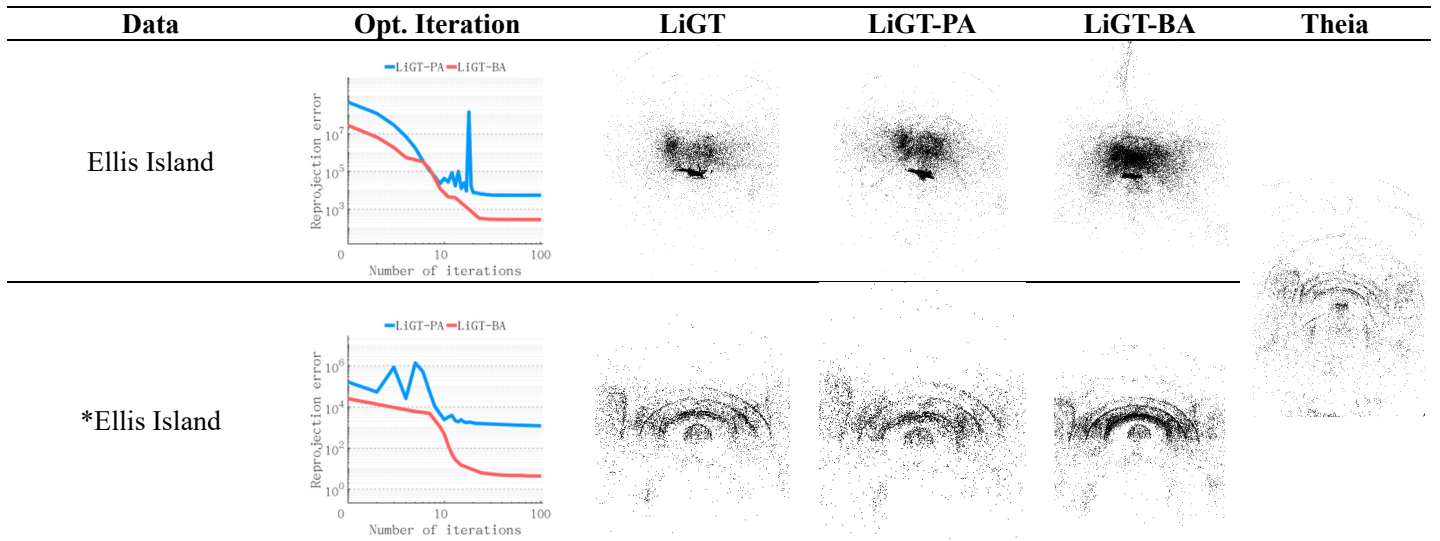 Data Opt. Iteration LiGT LiGT-PA LiGT-BA Theia
Ellis Island
LiGT-PA LiGT-BA
Reprojection error
10^7
10^5
10^3
0 10 100
Number of iterations
*Ellis Island
LiGT-PA LiGT-BA
Reprojection error
10^6
10^4
10^2
10^0
0 10 100
Number of iterations